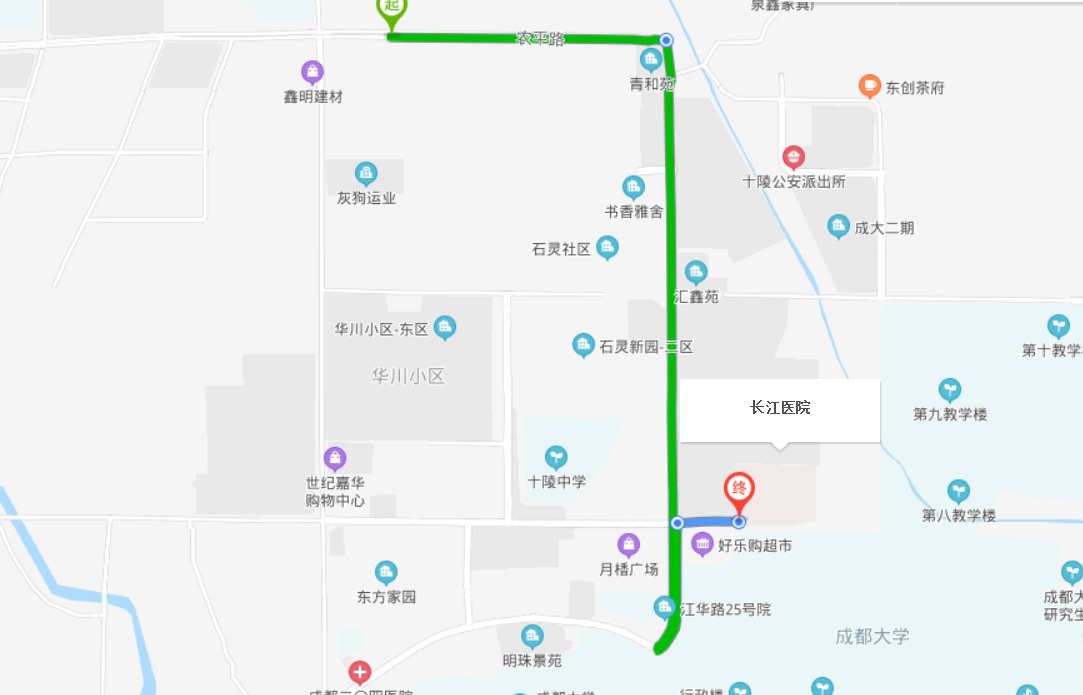 起
农平路
鑫明建材
青和苑
东创茶府
十陵公安派出所
灰狗运业
书香雅舍
成大二期
石灵社区
汇鑫苑
华川小区-东区
石灵新园-二区
华川小区
第十教学楼
长江医院
第九教学楼
世纪嘉华
购物中心
十陵中学
终
第八教学楼
好乐购超市
月楿广场
东方家园
江华路25号院
成都大
研究生
成都大学
明珠景苑
行政楼